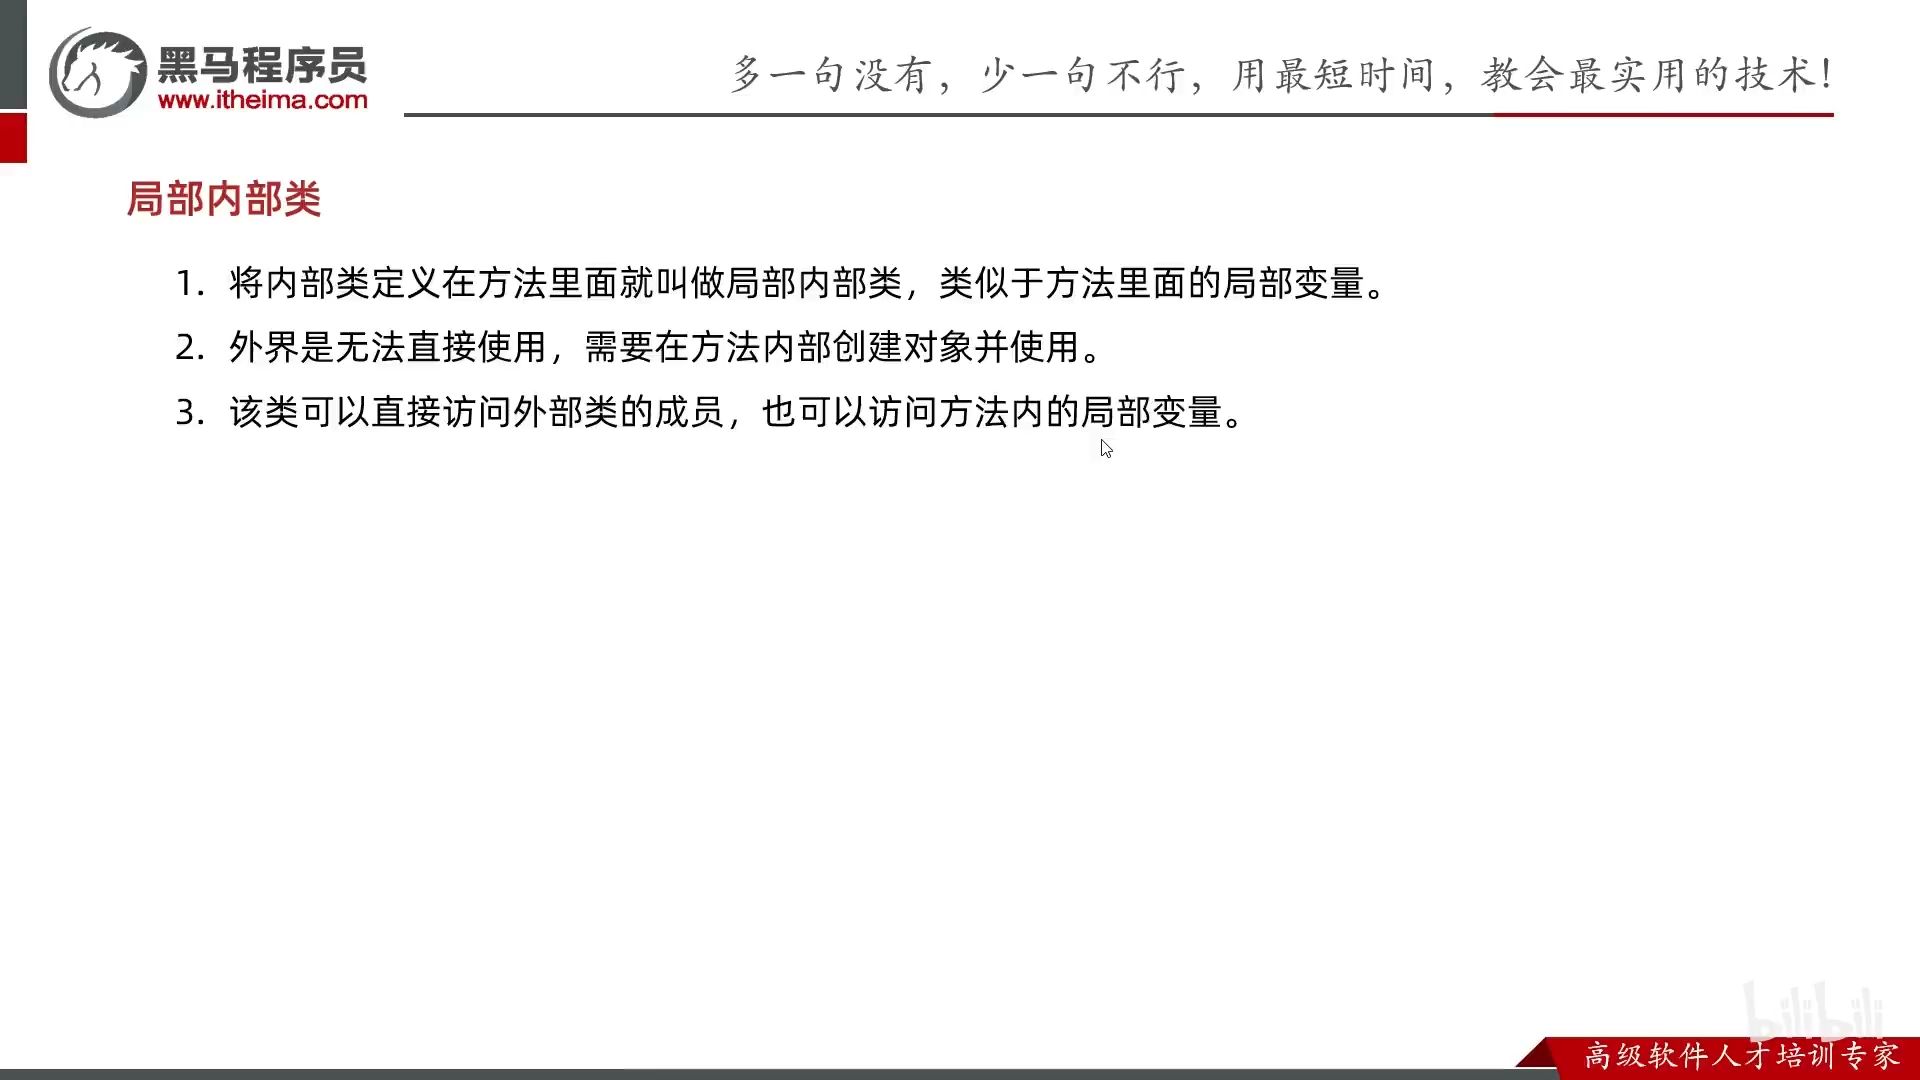 黑马程序员
www.itheima.com
多一句没有，少一句不行，用最短时间，教会最实用的技术！
局部内部类
1. 将内部类定义在方法里面就叫做局部内部类，类似于方法里面的局部变量。
2. 外界是无法直接使用，需要在方法内部创建对象并使用。
3. 该类可以直接访问外部类的成员，也可以访问方法内的局部变量。
bilibili
高级软件人才培训专家